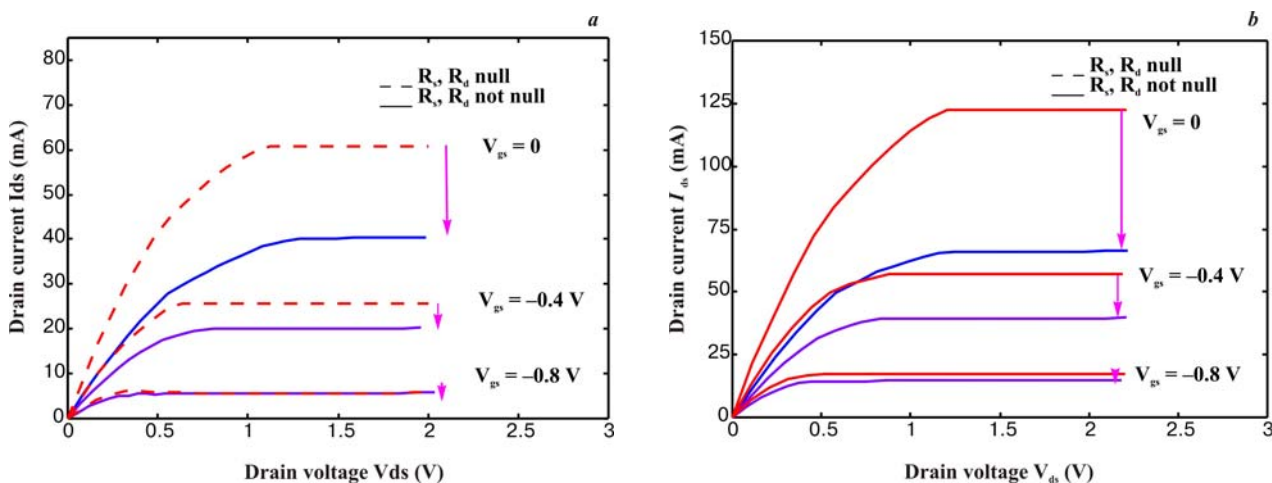 a
Drain current Ids (mA)
85
80
70
60
50
40
30
20
10
0
0
0.5
1
1.5
2
2.5
3
Drain voltage Vds (V)
R_s, R_d null
R_s, R_d not null
V_gs = 0
V_gs = –0.4 V
V_gs = –0.8 V
b
Drain current I_ds (mA)
150
125
100
75
50
25
0
0
0.5
1
1.5
2
2.5
3
Drain voltage V_ds (V)
R_s, R_d null
R_s, R_d not null
V_gs = 0
V_gs = –0.4 V
V_gs = –0.8 V